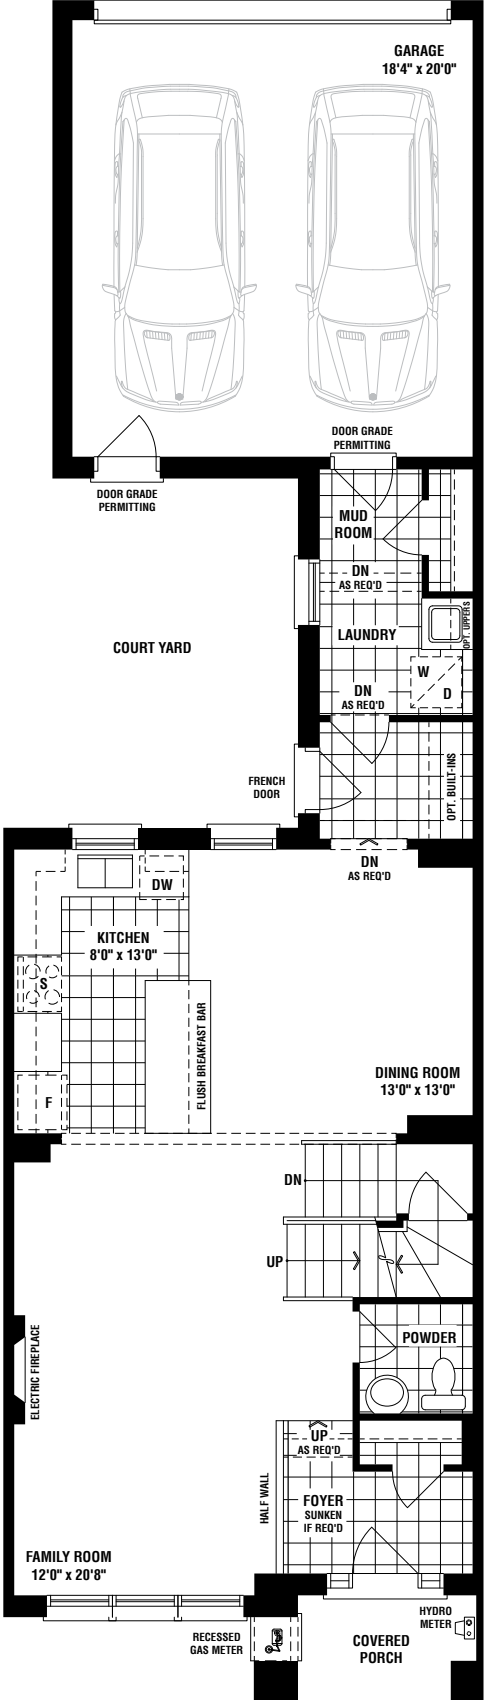 GARAGE
18'4" x 20'0"
DOOR GRADE
PERMITTING
DOOR GRADE
PERMITTING
MUD
ROOM
DN
AS REQ'D
OPT. UPPERS
LAUNDRY
COURT YARD
W
D
DN
AS REQ'D
FRENCH
DOOR
OPT. BUILT-INS
DN
AS REQ'D
DW
KITCHEN
8'0" x 13'0"
S
FLUSH BREAKFAST BAR
DINING ROOM
13'0" x 13'0"
F
DN
UP
POWDER
ELECTRIC FIREPLACE
UP
AS REQ'D
HALF WALL
FOYER
SUNKEN
IF REQ'D
FAMILY ROOM
12'0" x 20'8"
HYDRO
METER
RECESSED
GAS METER
COVERED
PORCH